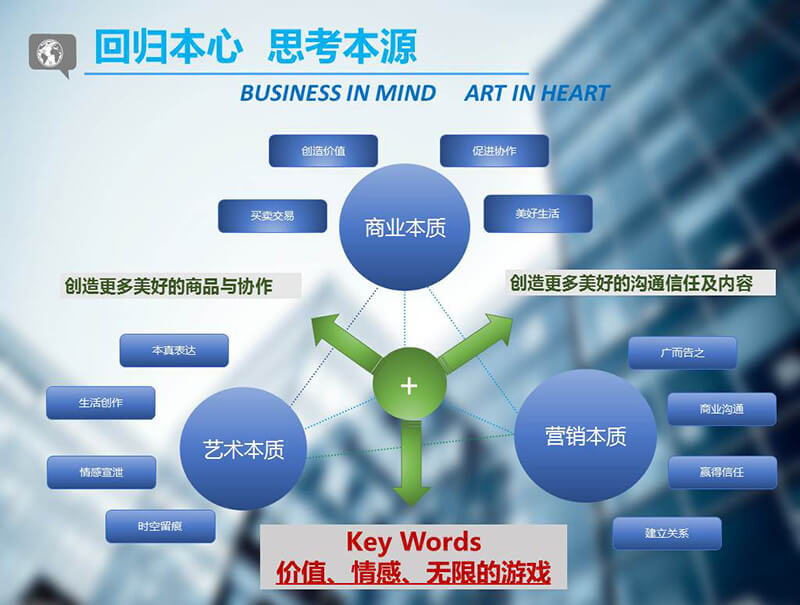 回归本心 思考本源
BUSINESS IN MIND ART IN HEART
创造价值
促进协作
买卖交易
美好生活
商业本质
创造更多美好的商品与协作
创造更多美好的沟通信任及内容
+
本真表达
生活创作
情感宣泄
时空留痕
艺术本质
营销本质
广而告之
商业沟通
赢得信任
建立关系
Key Words
价值、情感、无限的游戏